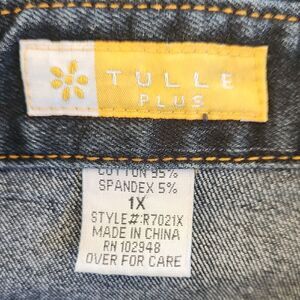 TULLE
PLUS
COTTON 95%
SPANDEX 5%
1X
STYLE#:R7021X
MADE IN CHINA
RN 102948
OVER FOR CARE